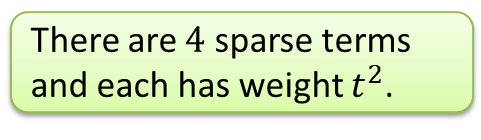 There are 4 sparse terms
and each has weight t².